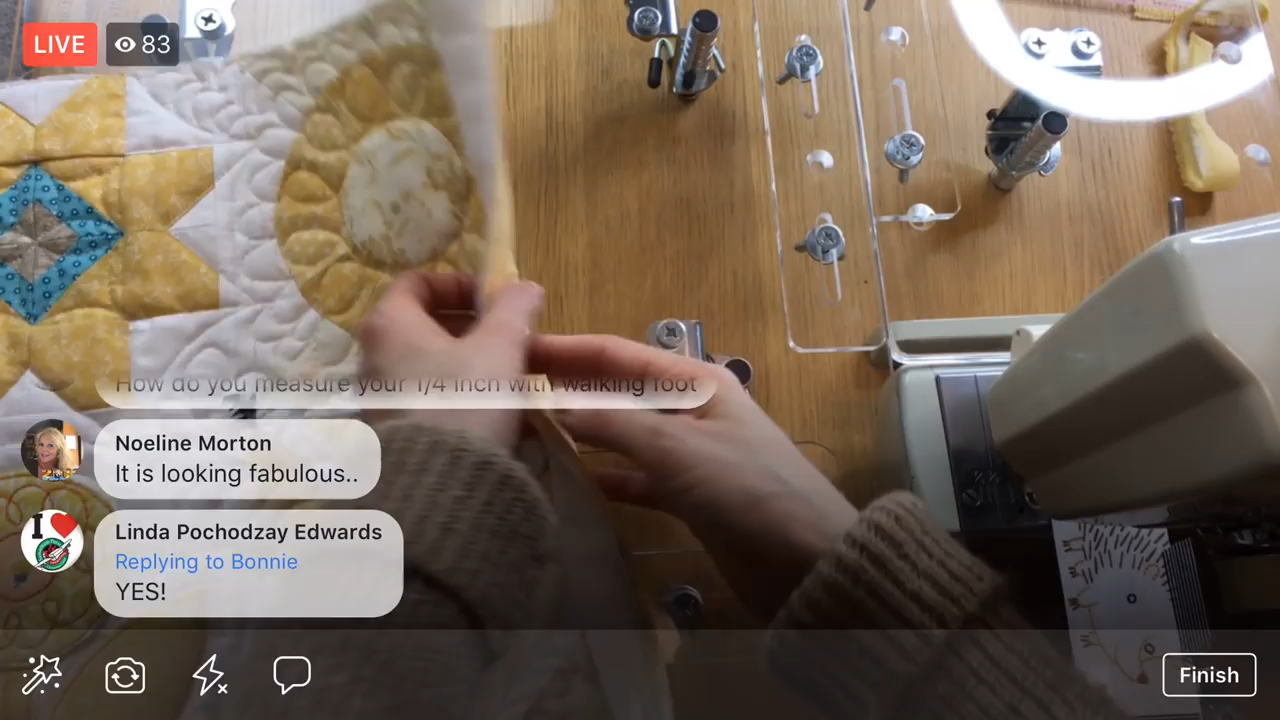 LIVE 83
How do you measure your 1/4 inch with walking foot
Noeline Morton
It is looking fabulous..
I
Linda Pochodzay Edwards
Replying to Bonnie
YES!
Finish